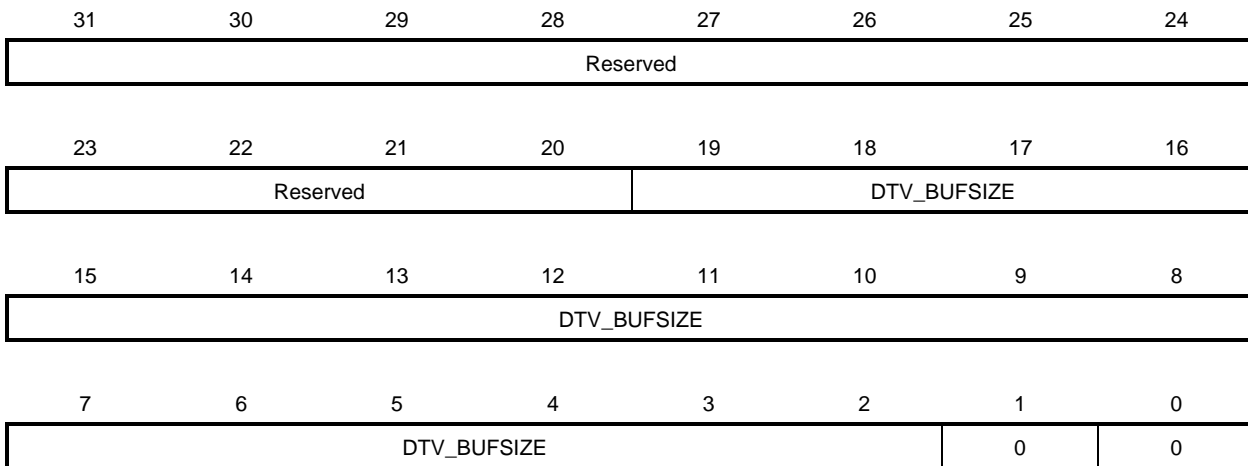 31 30 29 28 27 26 25 24
Reserved
23 22 21 20 19 18 17 16
Reserved DTV_BUFSIZE
15 14 13 12 11 10 9 8
DTV_BUFSIZE
7 6 5 4 3 2 1 0
DTV_BUFSIZE 0 0